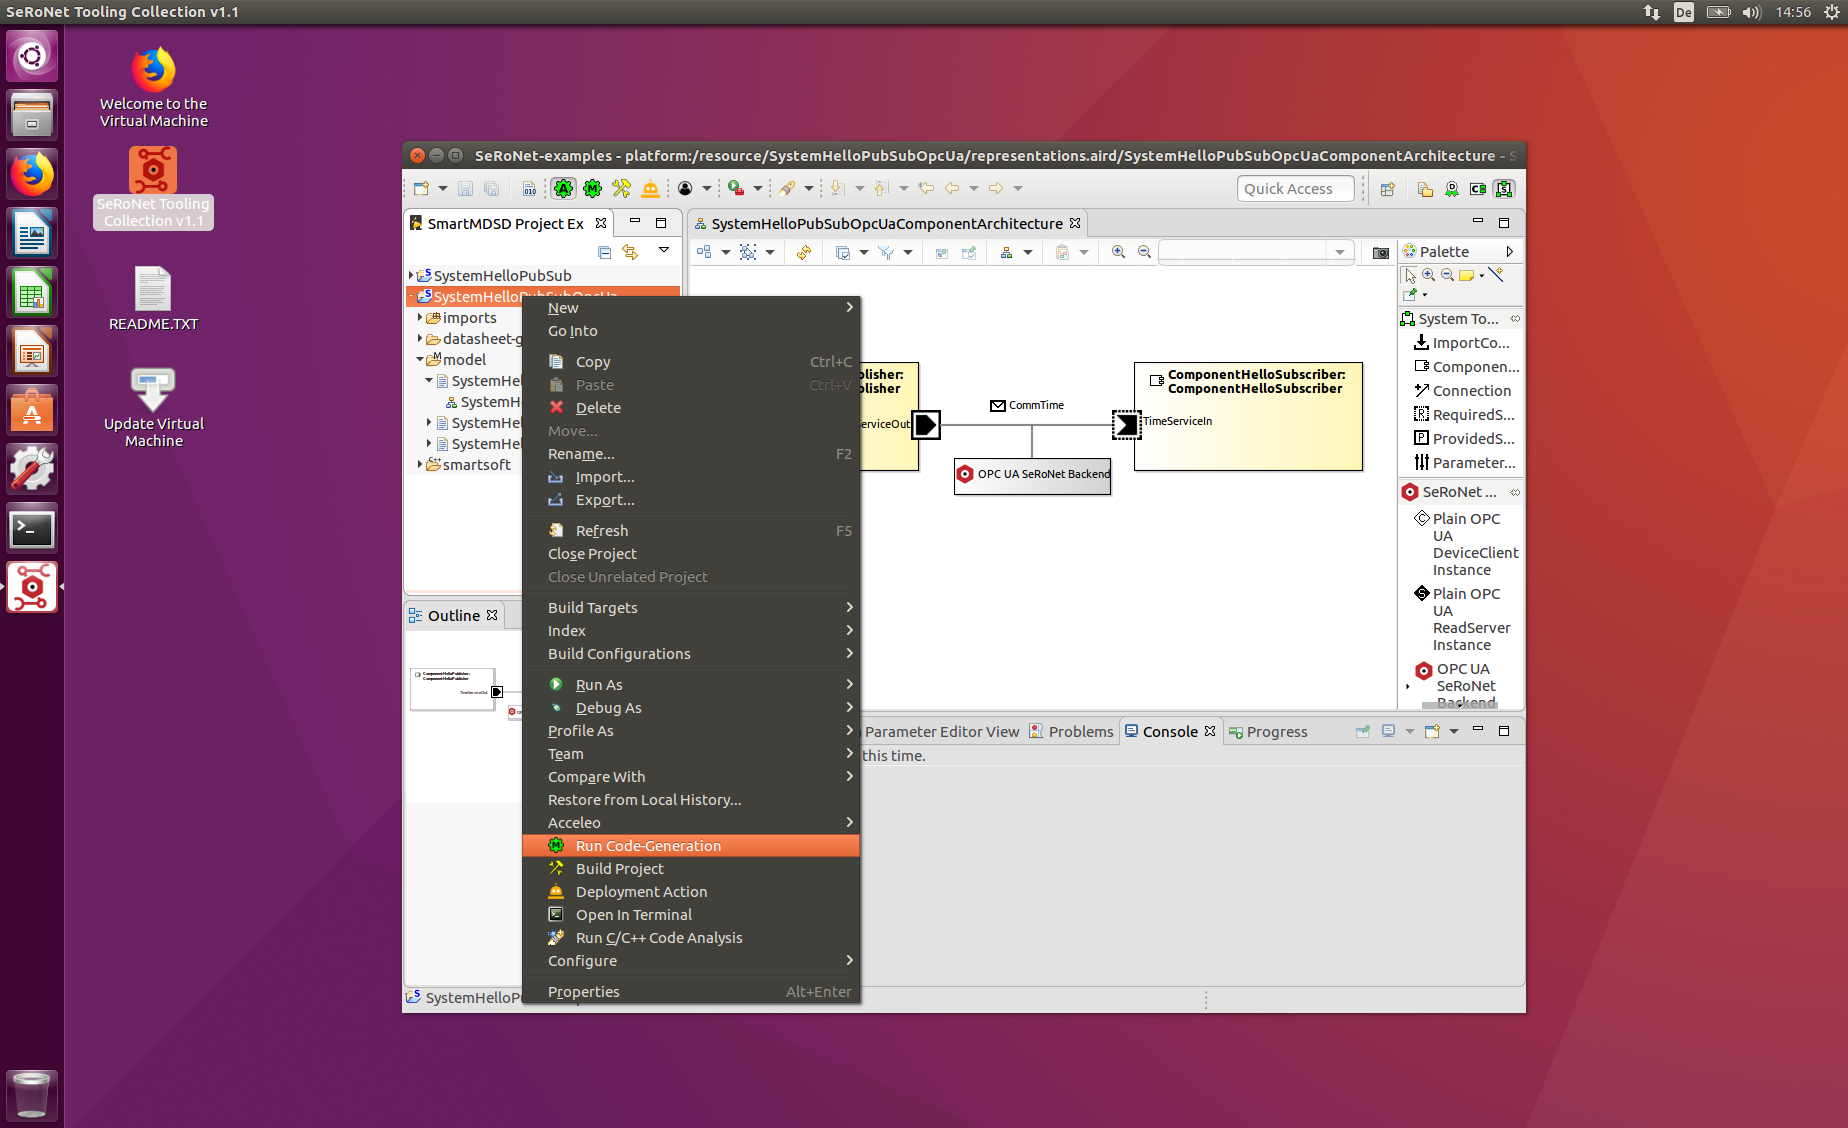 SeRoNet Tooling Collection v1.1
De
14:56
Welcome to the
Virtual Machine
SeRoNet Tooling
Collection v1.1
README.TXT
Update Virtual
Machine
SeRoNet-examples - platform:/resource/SystemHelloPubSubOpcUa/representations.aird/SystemHelloPubSubOpcUaComponentArchitecture - S
Quick Access
SmartMDSD Project Ex
SystemHelloPubSub
SystemHelloPubSubOpcUa
imports
datasheet-g
model
SystemHel
SystemH
SystemHel
SystemHel
smartsoft
Outline
ComponentHelloPublisher:
ComponentHelloPublisher
TimeServiceOut
SystemHelloPu
New
Go Into
Copy Ctrl+C
Paste Ctrl+V
Delete
Move...
Rename... F2
Import...
Export...
Refresh F5
Close Project
Close Unrelated Project
Build Targets
Index
Build Configurations
Run As
Debug As
Profile As
Team
Compare With
Restore from Local History...
Acceleo
Run Code-Generation
Build Project
Deployment Action
Open In Terminal
Run C/C++ Code Analysis
Configure
Properties Alt+Enter
SystemHelloPubSubOpcUaComponentArchitecture
blisher:
blisher
erviceOut
CommTime
OPC UA SeRoNet Backend
ComponentHelloSubscriber:
ComponentHelloSubscriber
TimeServiceIn
Palette
System To...
ImportCo...
Componen...
Connection
RequiredS...
ProvidedS...
Parameter...
SeRoNet ...
Plain OPC
UA
DeviceClient
Instance
Plain OPC
UA
ReadServer
Instance
OPC UA
SeRoNet
Backend
Parameter Editor View
Problems
Console
Progress
this time.